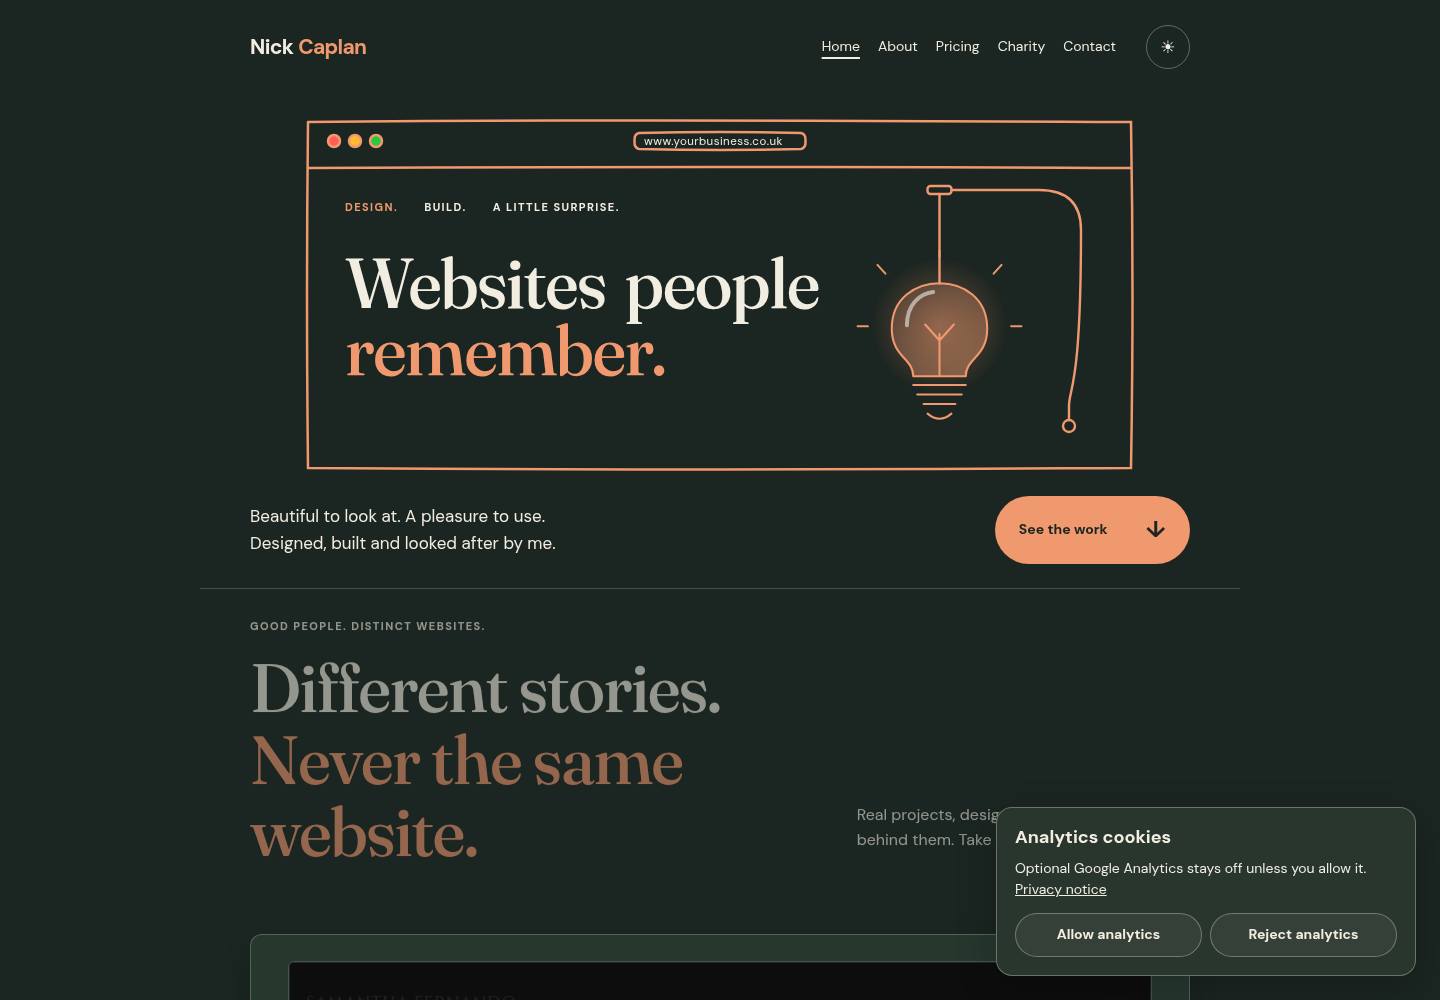 Nick Caplan
Home About Pricing Charity Contact
www.yourbusiness.co.uk
DESIGN. BUILD. A LITTLE SURPRISE.
Websites people
remember.
Beautiful to look at. A pleasure to use.
Designed, built and looked after by me.
See the work
GOOD PEOPLE. DISTINCT WEBSITES.
Different stories.
Never the same
website.
Real projects,
behind them. Take
Analytics cookies
Optional Google Analytics stays off unless you allow it.
Privacy notice
Allow analytics
Reject analytics
SAMANTHA FERNANDO